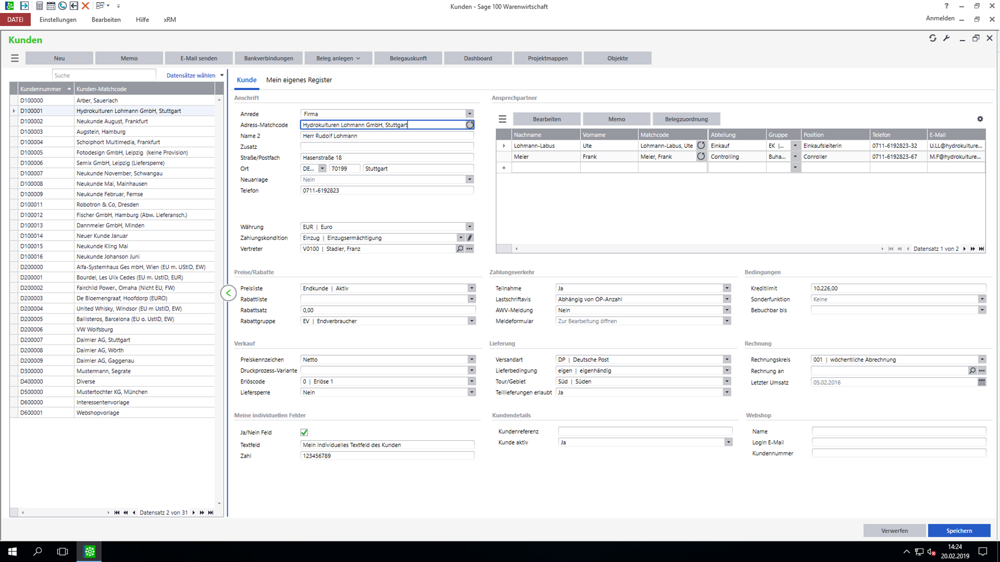 Kunden - Sage 100 Warenwirtschaft
DATEI Einstellungen Bearbeiten Hilfe xRM
Anmelden
Kunden
Neu Memo E-Mail senden Bankverbindungen Beleg anlegen Belegauskunft Dashboard Projektmappen Objekte
Suche Datensätze wählen
Kundennummer Kunden-Matchcode
D100000 Arber, Sauerlach
D100001 Hydrokulturen Lohmann GmbH, Stuttgart
D100002 Neukunde August, Frankfurt
D100003 Augstein, Hamburg
D100004 Scholphort Multimedia, Frankfurt
D100005 Fotodesign GmbH, Leipzig (keine Provision)
D100006 Semix GmbH, Leipzig (Liefersperre)
D100007 Neukunde November, Schwangau
D100008 Neukunde Mai, Mainhausen
D100009 Neukunde Februar, Fernse
D100011 Robotron & Co, Dresden
D100012 Fischer GmbH, Hamburg (Abw. Lieferansch.)
D100013 Dannmeier GmbH, Minden
D100014 Neuer Kunde Januar
D100015 Neukunde Kling Mai
D100016 Neukunde Johanson Juni
D200000 Alfa-Systemhaus Ges mbH, Wien (EU m. UStID, EW)
D200001 Bourdel, Les Ulix Cedes (EU m. UstID, EUR)
D200002 Fairchild Power., Omaha (Nicht EU, FW)
D200003 De Bloemengraaf, Hoofdorp (EURO)
D200004 United Whisky, Windsor (EU m UstID, EW)
D200005 Ballisteros, Barcelona (EU o. UstID, EW)
D200006 VW Wolfsburg
D200007 Daimler AG, Stuttgart
D200008 Daimler AG, Wörth
D200009 Daimler AG, Gaggenau
D300000 Mustermann, Segrate
D400000 Diverse
D500000 Mustertochter KG, München
D600000 Interessentenvorlage
D600001 Webshopvorlage
Datensatz 2 von 31
Kunde Mein eigenes Register
Anschrift
Anrede Firma
Adress-Matchcode Hydrokulturen Lohmann GmbH, Stuttgart
Name 2 Herr Rudolf Lohmann
Zusatz
Straße/Postfach Hasenstraße 18
Ort DE... 70199 Stuttgart
Neuanlage Nein
Telefon 0711-6192823
Währung EUR | Euro
Zahlungskondition Einzug | Einzugsermächtigung
Vertreter V0100 | Stadler, Franz
Ansprechpartner
Bearbeiten Memo Belegzuordnung
Nachname Vorname Matchcode Abteilung Gruppe Position Telefon E-Mail
Lohmann-Labus Ute Lohmann-Labus, Ute Einkauf EK |... Einkaufsleiterin 0711-6192823-32 U.LL@hydrokulture...
Meier Frank Meier, Frank Controlling Buha... Conroller 0711-6192823-67 M.F@hydrokulture...
Datensatz 1 von 2
Preise/Rabatte
Preisliste Endkunde | Aktiv
Rabattliste
Rabattsatz 0,00
Rabattgruppe EV | Endverbraucher
Zahlungsverkehr
Teilnahme Ja
Lastschriftavis Abhängig von OP-Anzahl
AWV-Meldung Nein
Meldeformular Zur Bearbeitung öffnen
Bedingungen
Kreditlimit 10.226,00
Sonderfunktion Keine
Bebuchbar bis
Verkauf
Preiskennzeichen Netto
Druckprozess-Variante
Erlöscode 0 | Erlöse 1
Liefersperre Nein
Lieferung
Versandart DP | Deutsche Post
Lieferbedingung eigen | eigenhändig
Tour/Gebiet Süd | Süden
Teillieferungen erlaubt Ja
Rechnung
Rechnungskreis 001 | wöchentliche Abrechnung
Rechnung an
Letzter Umsatz 05.02.2016
Meine individuellen Felder
Ja/Nein Feld
Textfeld Mein individuelles Textfeld des Kunden
Zahl 123456789
Kundendetails
Kundenreferenz
Kunde aktiv Ja
Webshop
Name
Login E-Mail
Kundennummer
Verwerfen Speichern
14:24
20.02.2019